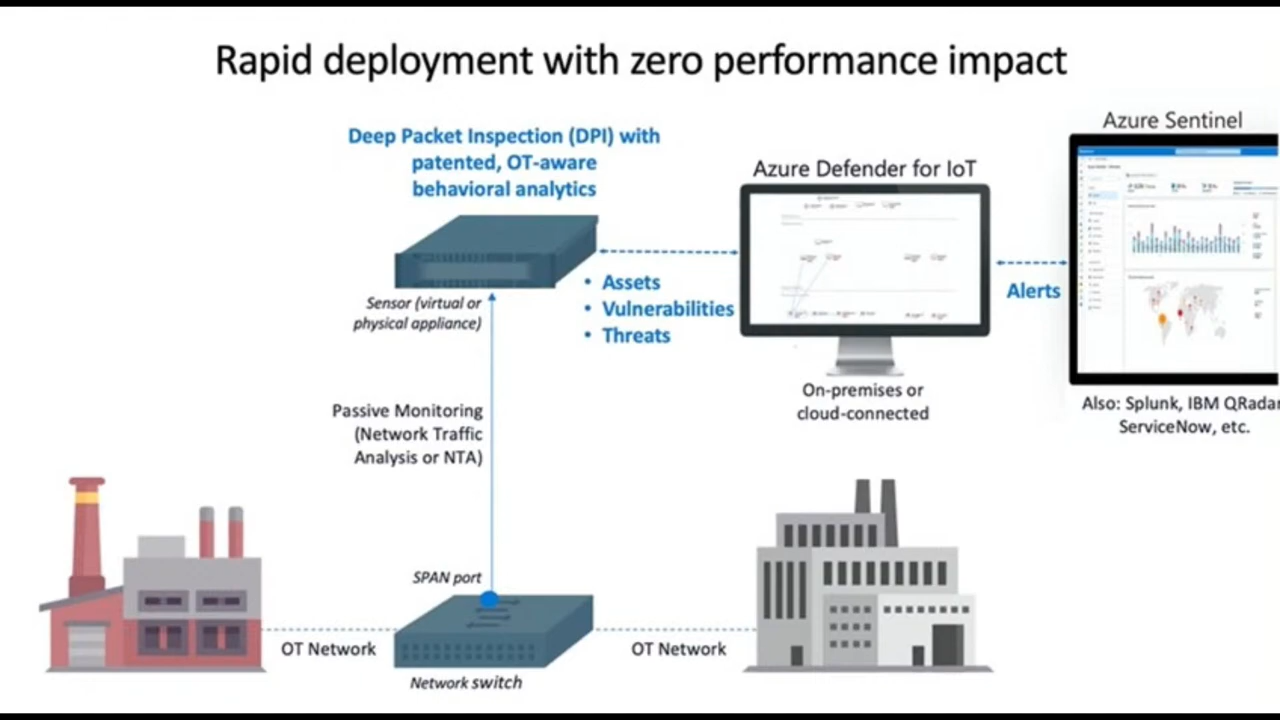 Rapid deployment with zero performance impact
Deep Packet Inspection (DPI) with
patented, OT-aware
behavioral analytics
Azure Defender for IoT
Azure Sentinel
Sensor (virtual or
physical appliance)
• Assets
• Vulnerabilities
• Threats
Alerts
On-premises or
cloud-connected
Also: Splunk, IBM QRadar
ServiceNow, etc.
Passive Monitoring
(Network Traffic
Analysis or NTA)
SPAN port
OT Network
OT Network
Network switch